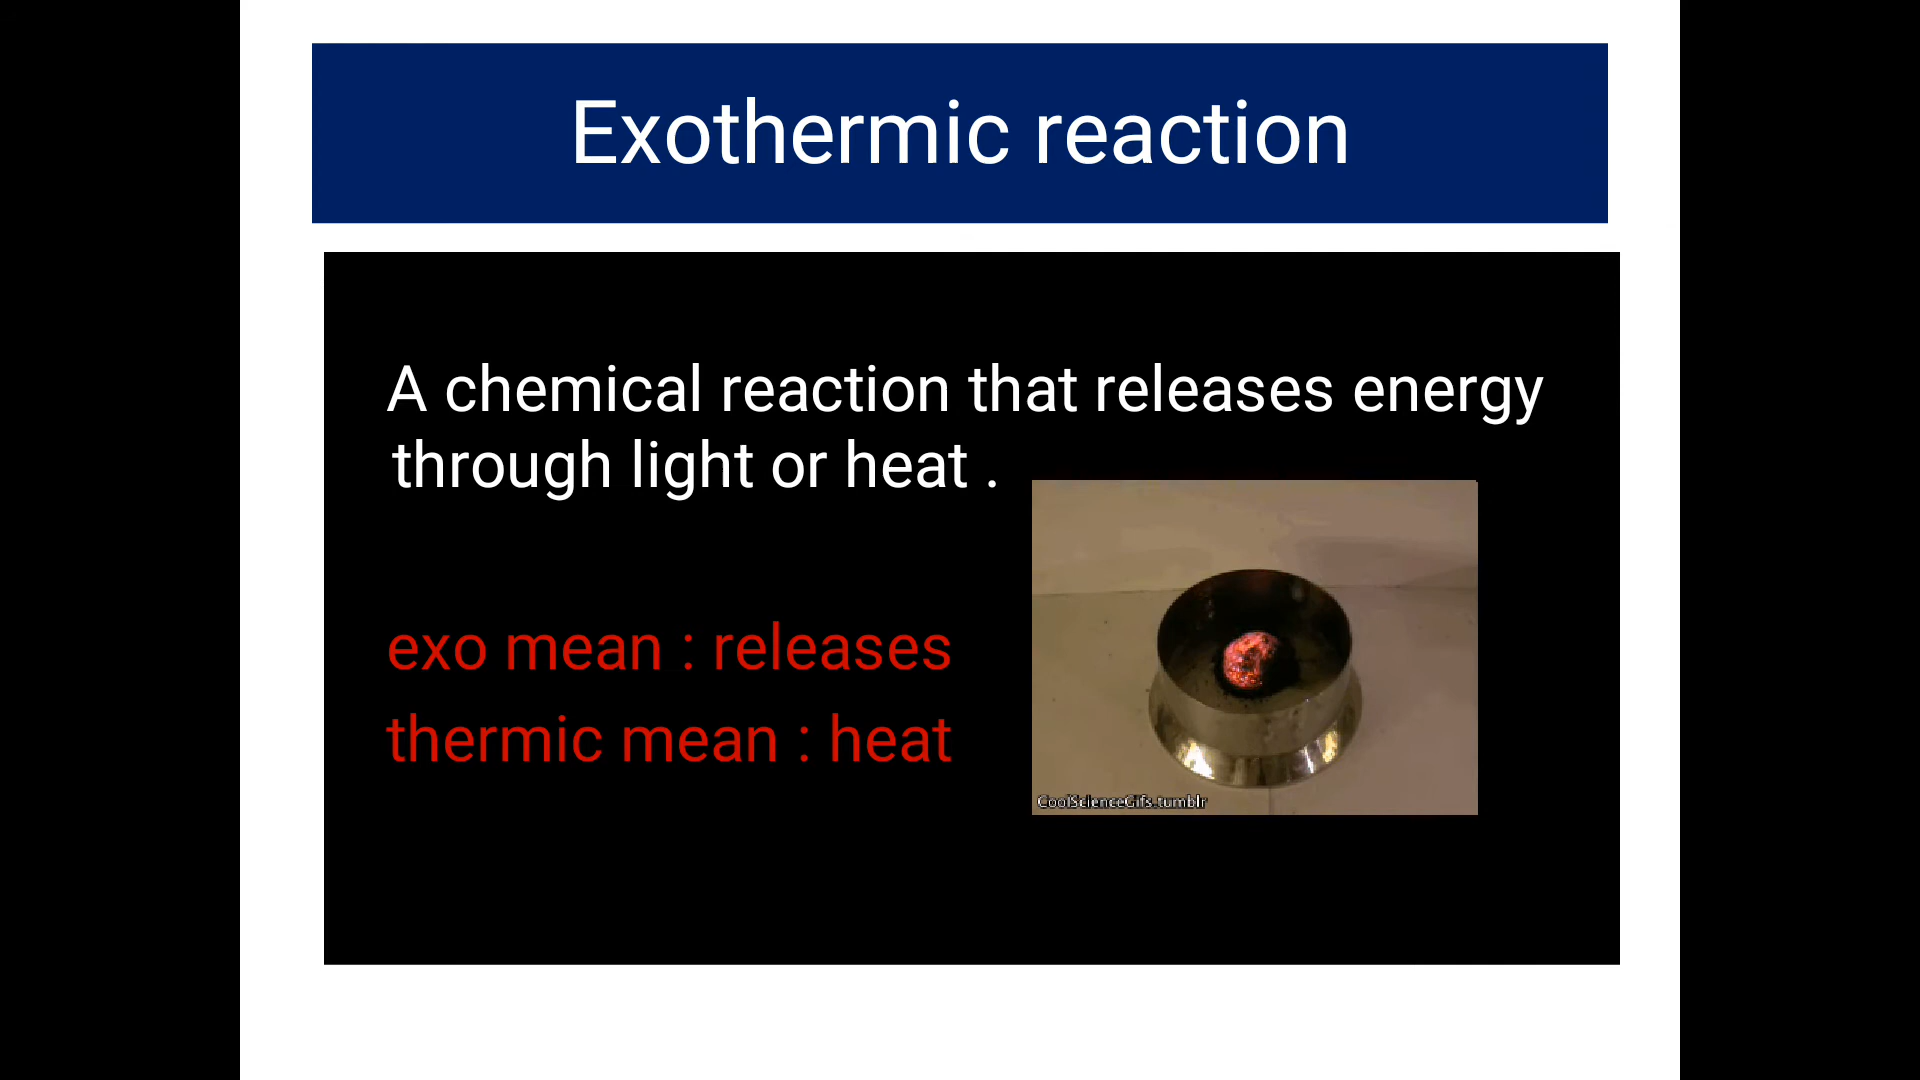 Exothermic reaction
A chemical reaction that releases energy
through light or heat .
exo mean : releases
thermic mean : heat
CoolScienceGifs.tumblr